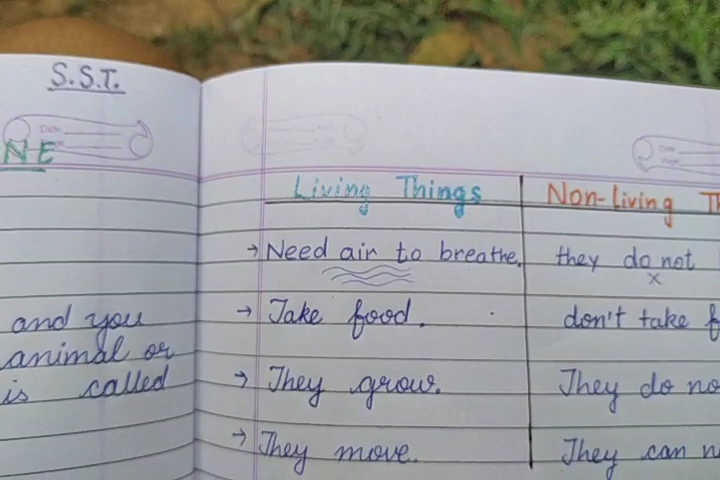 S.S.T.
NE
and you
animal or
is called
Living Things Non-living
→ Need air to breathe. they do not
x
→ Take food. don't take
→ They grow. They do
→ They move. They can